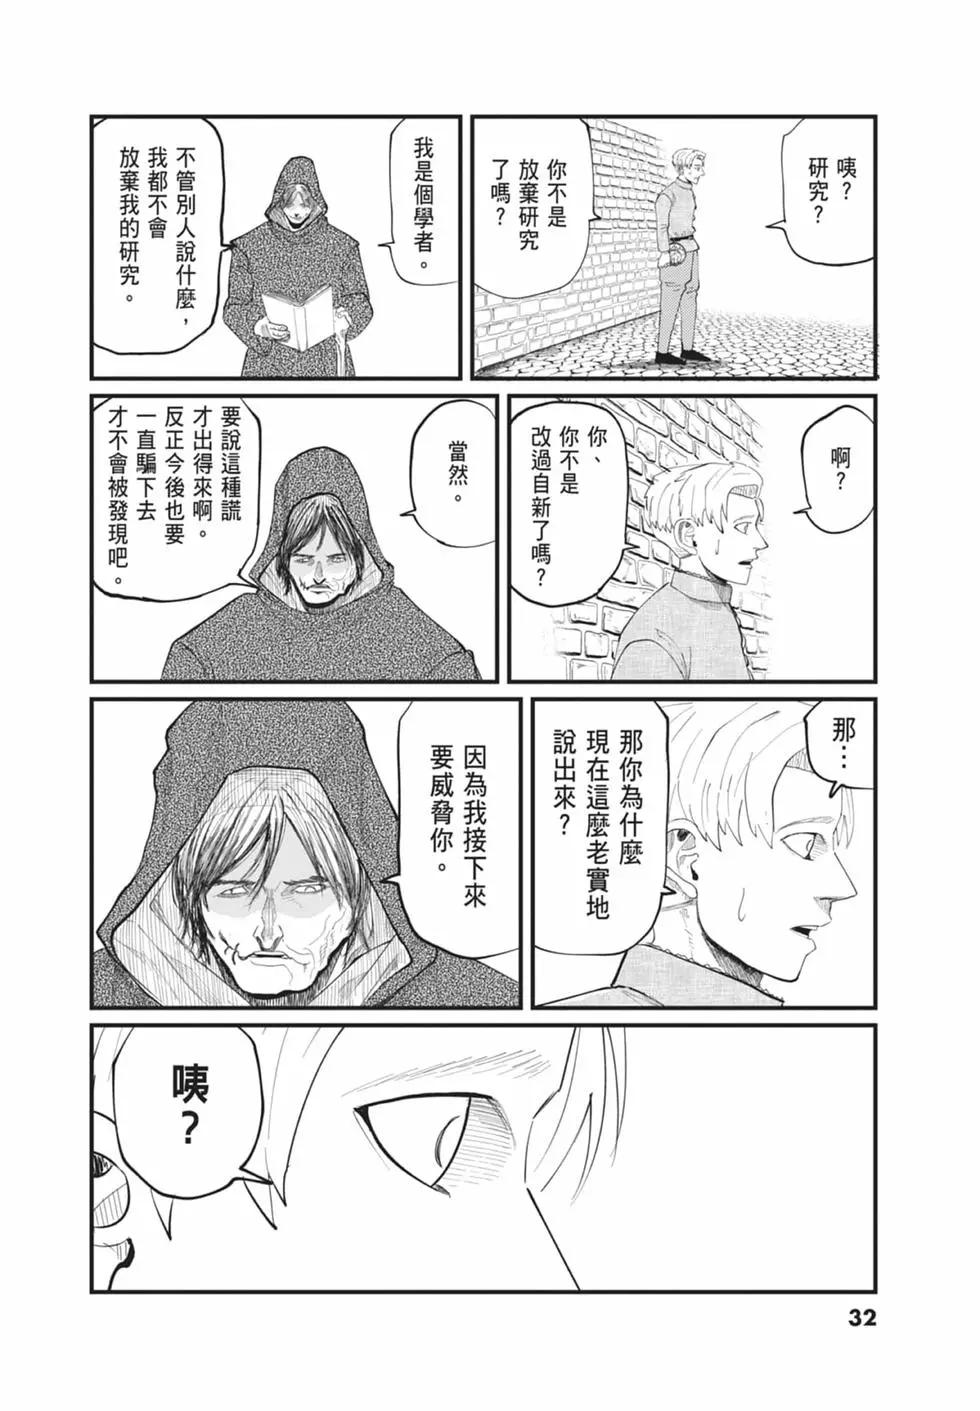 咦？
研究？
你不是
放棄研究
了嗎？
我是個學者。
不管別人說什麼，
我都不會
放棄我的研究。
啊？
你、
你不是
改過自新了嗎？
當然。
要說這種謊
才出得來啊。
反正今後也要
一直騙下去
才不會被發現吧。
那…
那你為什麼
現在這麼老實地
說出來？
因為我接下來
要威脅你。
咦？
32